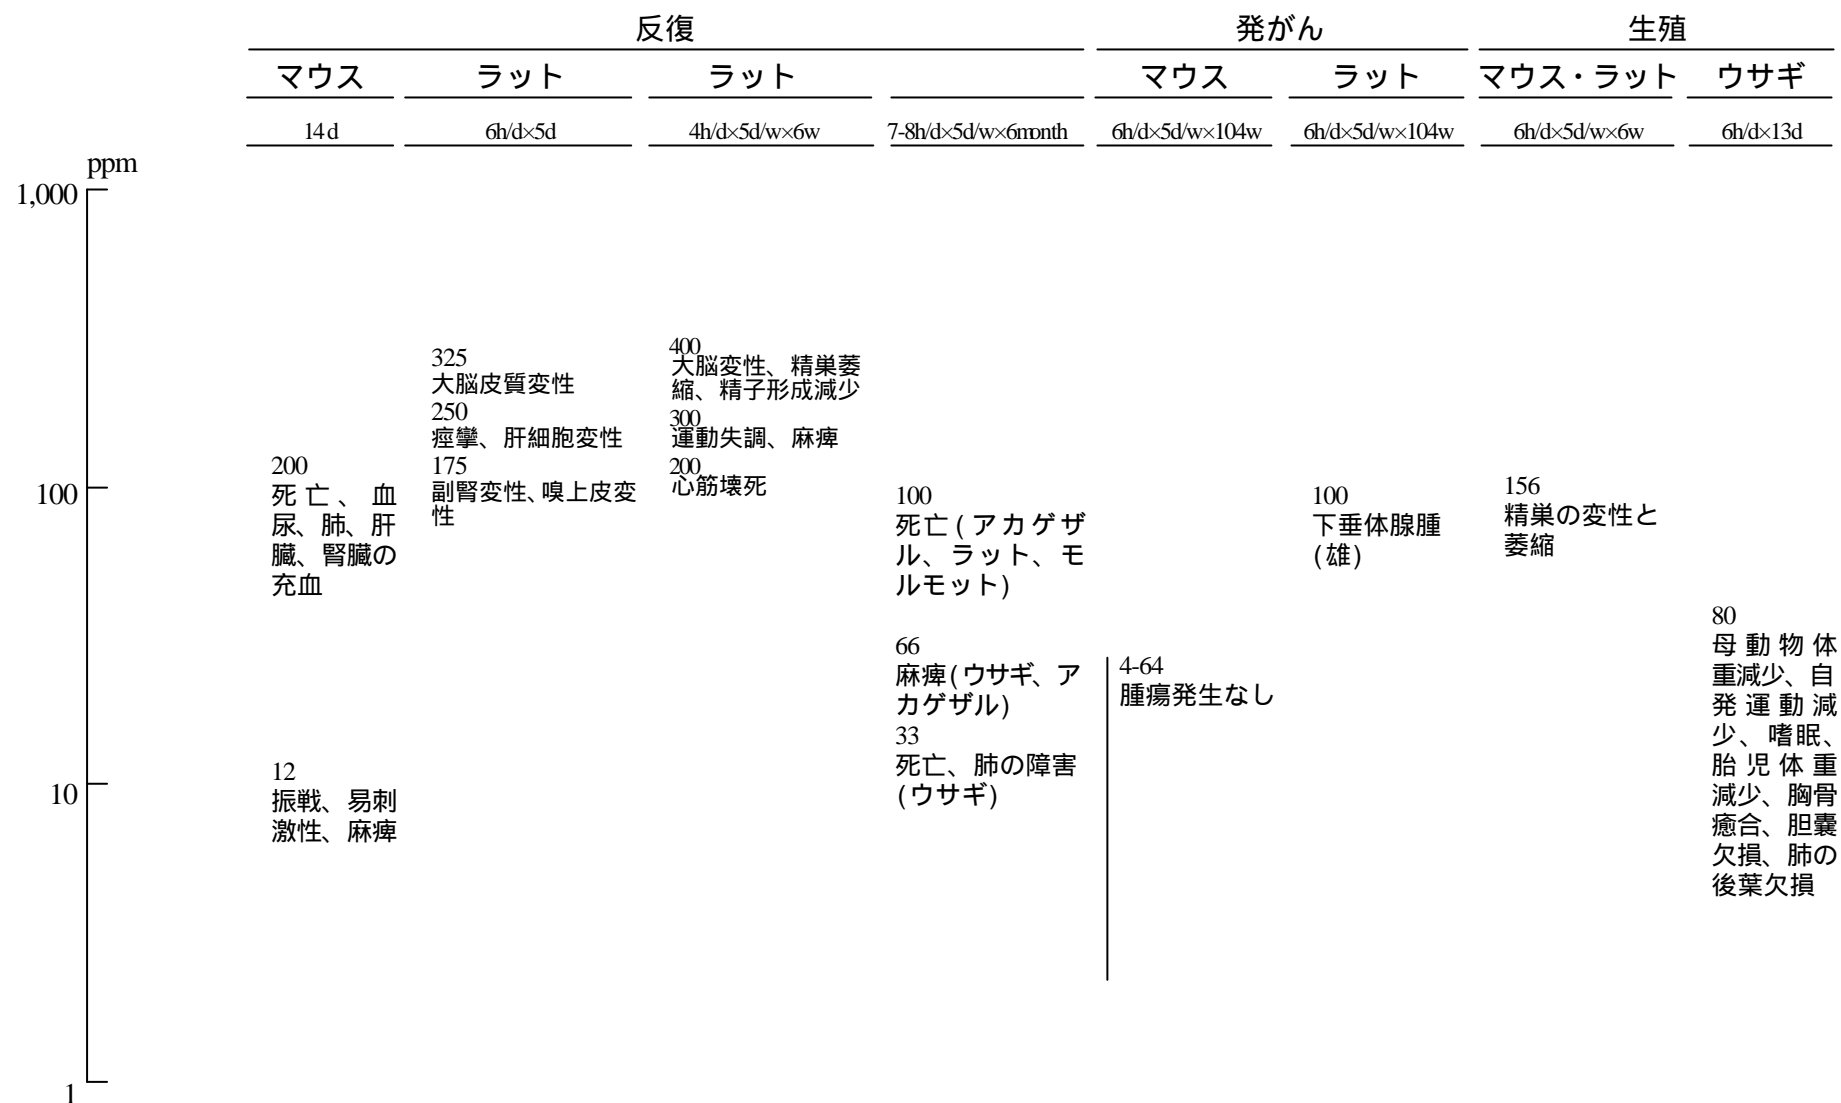 反復
発がん
生殖
マウス
ラット
ラット
マウス
ラット
マウス・ラット
ウサギ
14 d
6h/d×5d
4h/d×5d/w×6w
7-8h/d×5d/w×6month
6h/d×5d/w×104w
6h/d×5d/w×104w
6h/d×5d/w×6w
6h/d×13d
ppm
1,000
100
10
1
200
死亡、血
尿、肺、肝
臓、腎臓の
充血
12
振戦、易刺
激性、麻痺
325
大脳皮質変性
250
痙攣、肝細胞変性
175
副腎変性、嗅上皮変
性
400
大脳変性、精巣萎
縮、精子形成減少
300
運動失調、麻痺
200
心筋壊死
100
死亡(アカゲザ
ル、ラット、モ
ルモット)
66
麻痺(ウサギ、ア
カゲザル)
33
死亡、肺の障害
(ウサギ)
4-64
腫瘍発生なし
100
下垂体腺腫
(雄)
156
精巣の変性と
萎縮
80
母動物体
重減少、自
発運動減
少、嗜眠、
胎児体重
減少、胸骨
癒合、胆嚢
欠損、肺の
後葉欠損